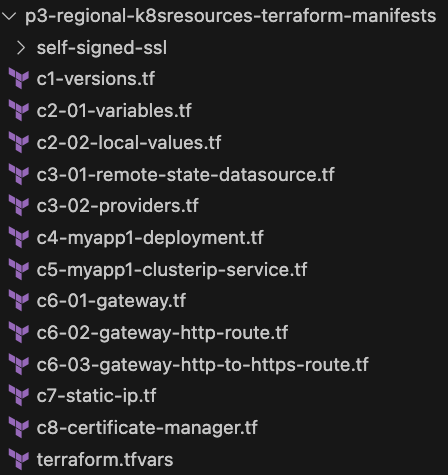 p3-regional-k8sresources-terraform-manifests
self-signed-ssl
c1-versions.tf
c2-01-variables.tf
c2-02-local-values.tf
c3-01-remote-state-datasource.tf
c3-02-providers.tf
c4-myapp1-deployment.tf
c5-myapp1-clusterip-service.tf
c6-01-gateway.tf
c6-02-gateway-http-route.tf
c6-03-gateway-http-to-https-route.tf
c7-static-ip.tf
c8-certificate-manager.tf
terraform.tfvars